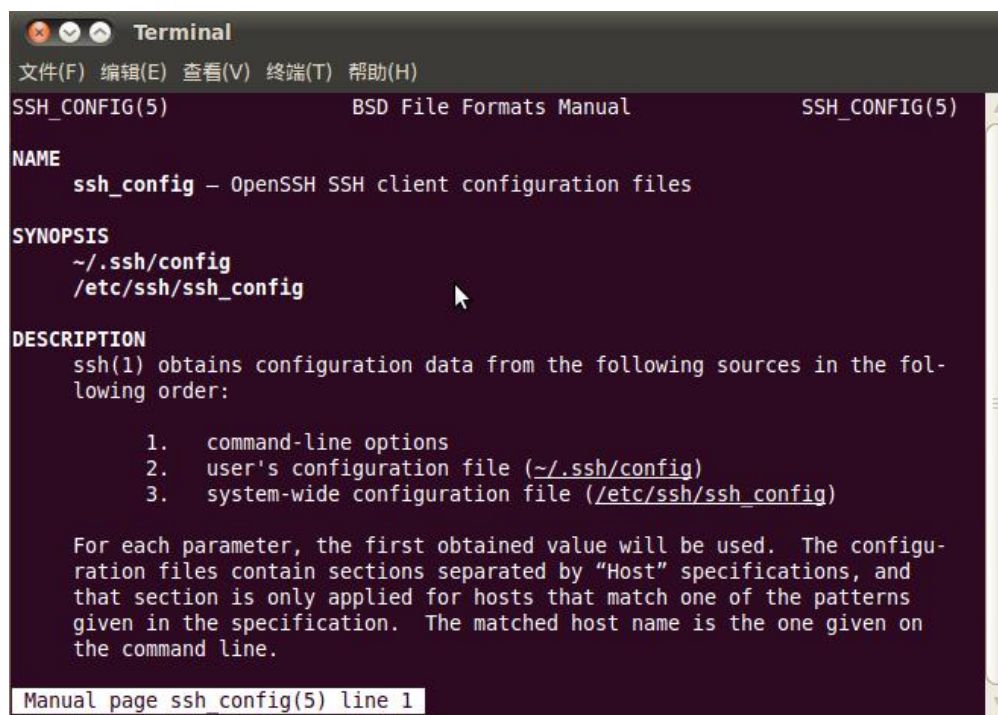 Terminal
文件(F) 编辑(E) 查看(V) 终端(T) 帮助(H)
SSH_CONFIG(5) BSD File Formats Manual SSH_CONFIG(5)
NAME
ssh_config — OpenSSH SSH client configuration files
SYNOPSIS
~/.ssh/config
/etc/ssh/ssh_config
DESCRIPTION
ssh(1) obtains configuration data from the following sources in the fol-
lowing order:
1. command-line options
2. user's configuration file (~/.ssh/config)
3. system-wide configuration file (/etc/ssh/ssh_config)
For each parameter, the first obtained value will be used. The configu-
ration files contain sections separated by “Host” specifications, and
that section is only applied for hosts that match one of the patterns
given in the specification. The matched host name is the one given on
the command line.
Manual page ssh_config(5) line 1